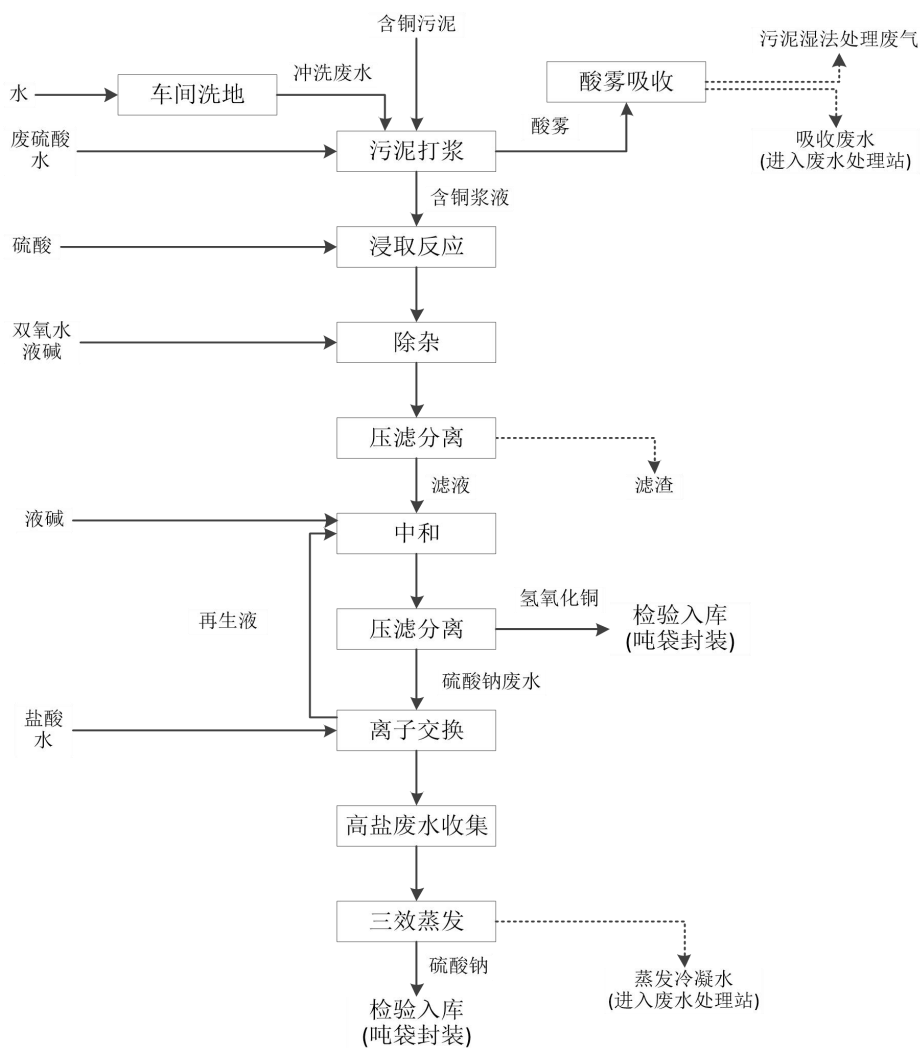 含铜污泥
污泥湿法处理废气
水
车间洗地
冲洗废水
酸雾吸收
废硫酸
水
污泥打浆
酸雾
吸收废水
(进入废水处理站)
含铜浆液
硫酸
浸取反应
双氧水
液碱
除杂
压滤分离
滤液
滤渣
液碱
中和
再生液
氢氧化铜
压滤分离
检验入库
(吨袋封装)
硫酸钠废水
盐酸
水
离子交换
高盐废水收集
三效蒸发
硫酸钠
蒸发冷凝水
(进入废水处理站)
检验入库
(吨袋封装)